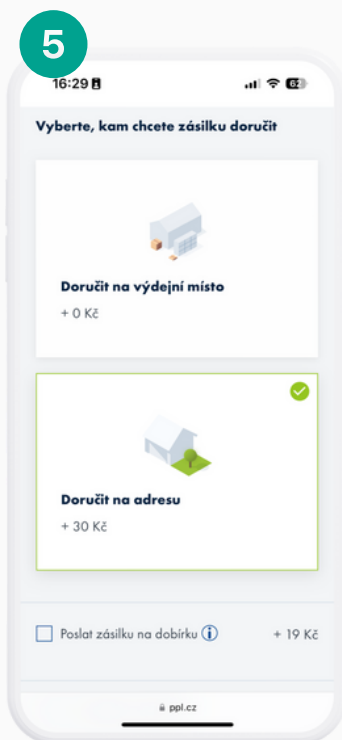 5
16:29
62
Vyberte, kam chcete zásilku doručit
Doručit na výdejní místo
+ 0 Kč
Doručit na adresu
+ 30 Kč
Poslat zásilku na dobírku i + 19 Kč
ppl.cz